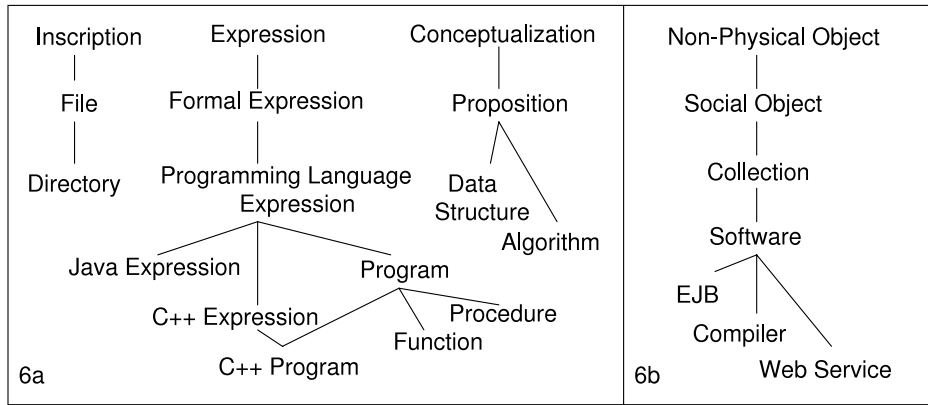 Inscription
Expression
Conceptualization
File
Formal Expression
Proposition
Directory
Programming Language
Expression
Data
Structure
Algorithm
Java Expression
Program
C++ Expression
Procedure
Function
C++ Program
6a
Non-Physical Object
Social Object
Collection
Software
EJB
Compiler
Web Service
6b